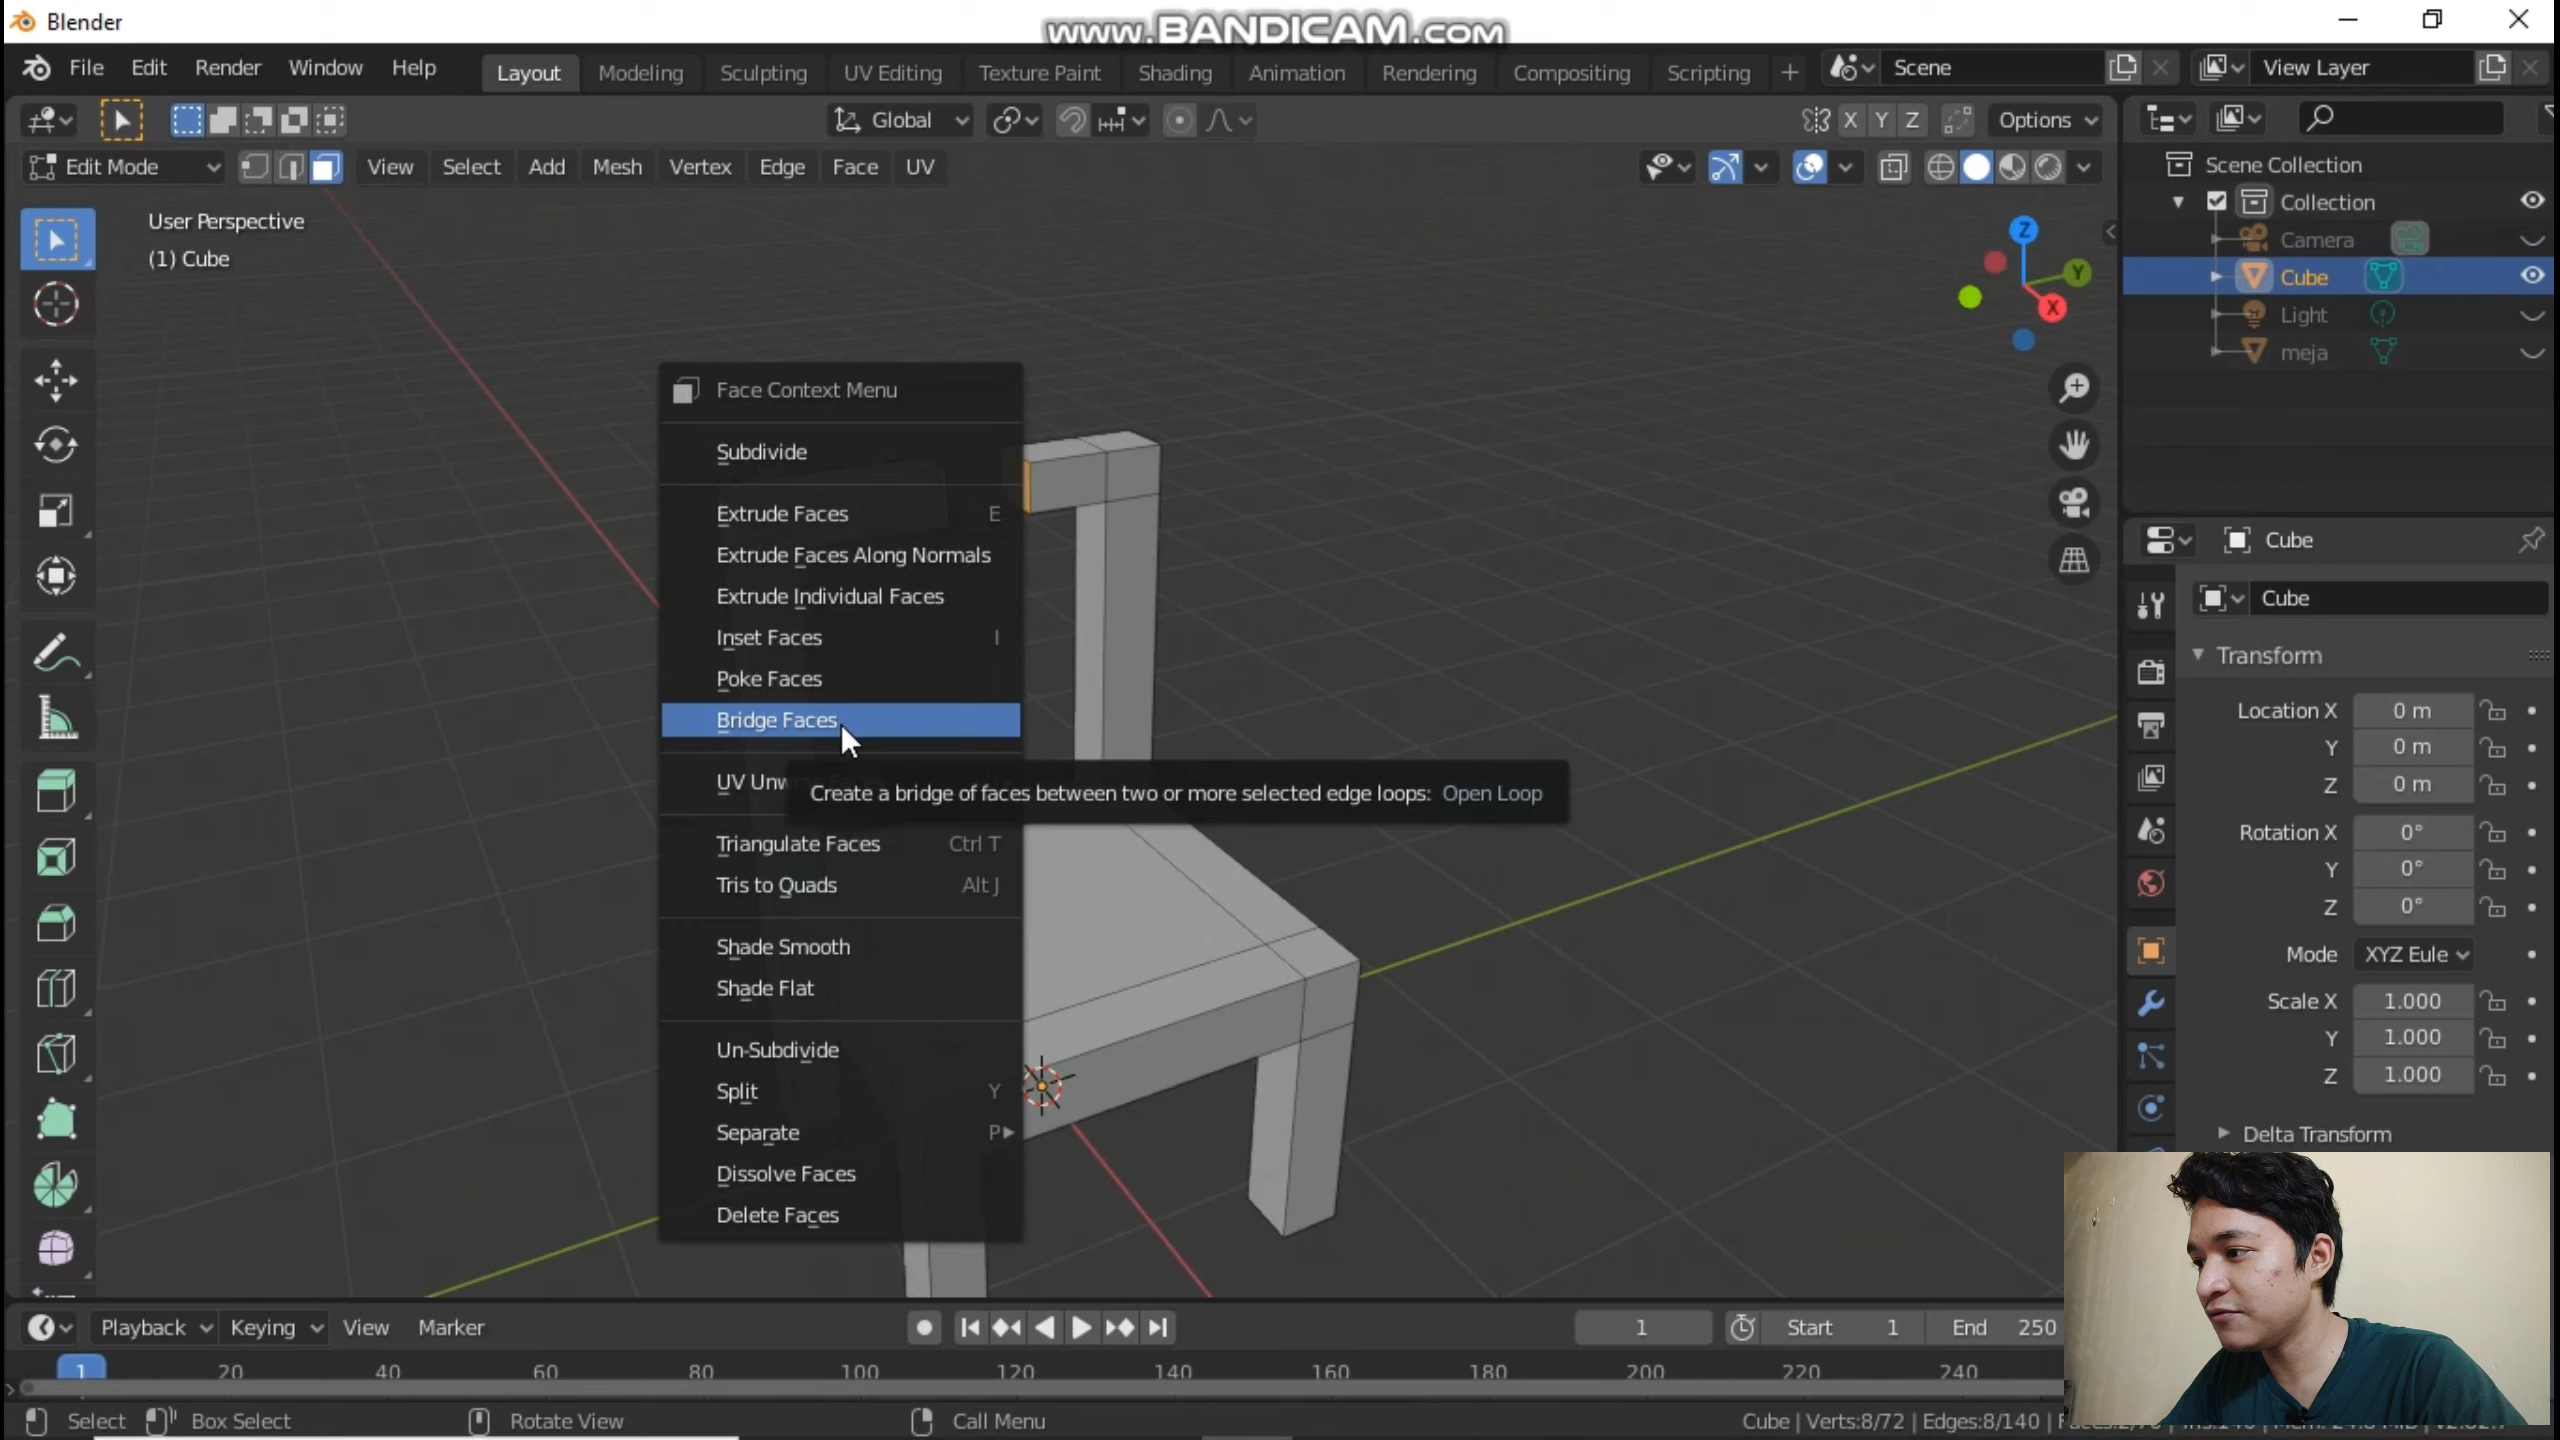 Blender
www.BANDICAM.com
File Edit Render Window Help
Layout Modeling Sculpting UV Editing Texture Paint Shading Animation Rendering Compositing Scripting +
Scene
View Layer
Global
X Y Z
Options
Edit Mode
View Select Add Mesh Vertex Edge Face UV
User Perspective
(1) Cube
Z
Y
X
Scene Collection
Collection
Camera
Cube
Light
meja
Face Context Menu
Subdivide
Extrude Faces E
Extrude Faces Along Normals
Extrude Individual Faces
Inset Faces I
Poke Faces
Bridge Faces
UV Unw
Create a bridge of faces between two or more selected edge loops: Open Loop
Triangulate Faces Ctrl T
Tris to Quads Alt J
Shade Smooth
Shade Flat
Un-Subdivide
Split Y
Separate P
Dissolve Faces
Delete Faces
Cube
Cube
Transform
Location X 0 m
Y 0 m
Z 0 m
Rotation X 0°
Y 0°
Z 0°
Mode XYZ Eule
Scale X 1.000
Y 1.000
Z 1.000
Delta Transform
Playback Keying View Marker
1
Start 1
End 250
1 20 40 60 80 100 120 140 160 180 200 220 240
Select Box Select Rotate View Call Menu
Cube | Verts:8/72 | Edges:8/140 |